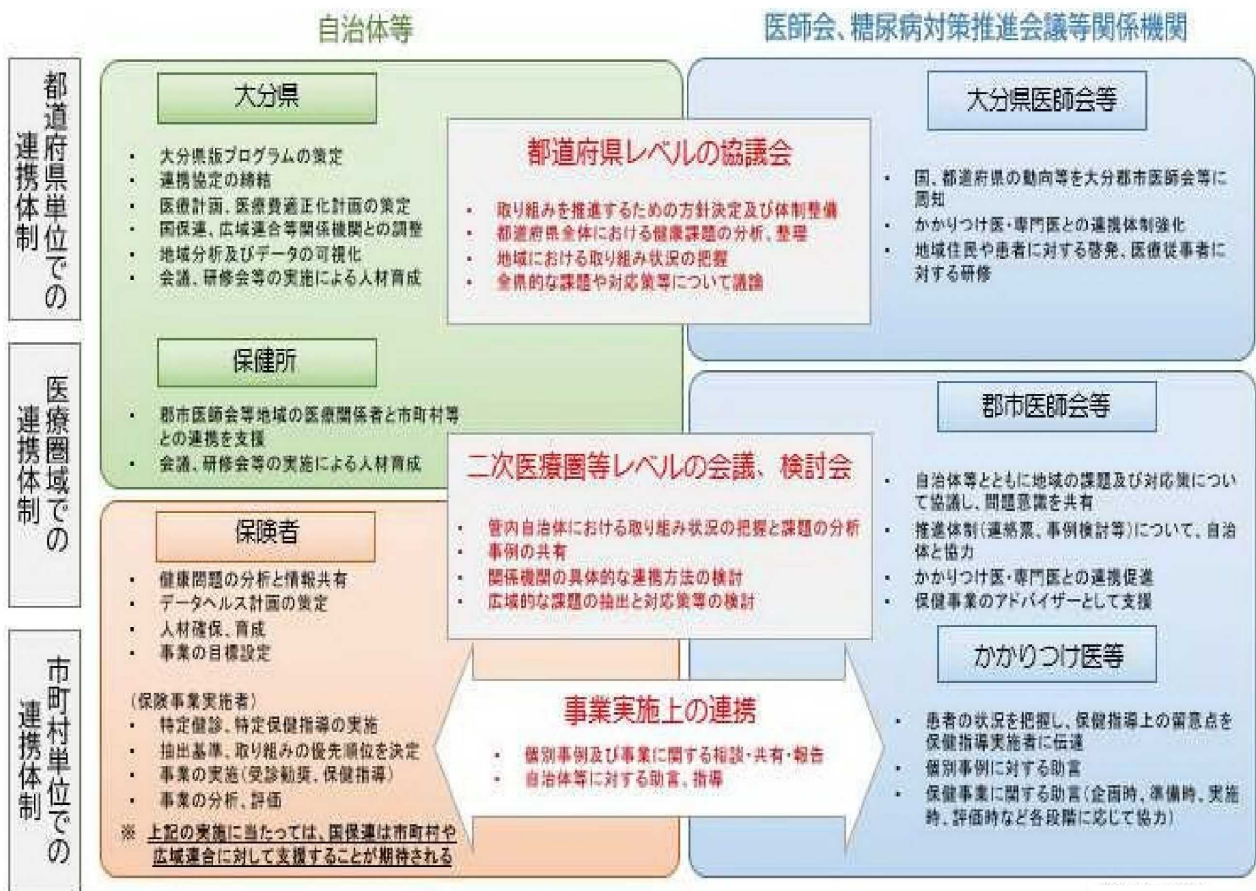 自治体等
医師会、糖尿病対策推進会議等関係機関
都道府県単位での
連携体制
大分県
・ 大分県版プログラムの策定
・ 連携協定の締結
・ 医療計画、医療費適正化計画の策定
・ 国保連、広域連合等関係機関との調整
・ 地域分析及びデータの可視化
・ 会議、研修会等の実施による人材育成
都道府県レベルの協議会
・ 取り組みを推進するための方針決定及び体制整備
・ 都道府県全体における健康課題の分析、整理
・ 地域における取り組み状況の把握
・ 全県的な課題や対応策等について議論
大分県医師会等
・ 国、都道府県の動向等を大分郡市医師会等に
周知
・ かかりつけ医・専門医との連携体制強化
・ 地域住民や患者に対する啓発、医療従事者に
対する研修
医療圏域での
連携体制
保健所
・ 郡市医師会等地域の医療関係者と市町村等
との連携を支援
・ 会議、研修会等の実施による人材育成
二次医療圏等レベルの会議、検討会
・ 管内自治体における取り組み状況の把握と課題の分析
・ 事例の共有
・ 関係機関の具体的な連携方法の検討
・ 広域的な課題の抽出と対応策等の検討
郡市医師会等
・ 自治体等とともに地域の課題及び対応策につい
て協議し、問題意識を共有
・ 推進体制(連絡票、事例検討等)について、自治
体と協力
・ かかりつけ医・専門医との連携促進
・ 保健事業のアドバイザーとして支援
保険者
・ 健康問題の分析と情報共有
・ データヘルス計画の策定
・ 人材確保、育成
・ 事業の目標設定
市町村単位での
連携体制
(保険事業実施者)
・ 特定健診、特定保健指導の実施
・ 抽出基準、取り組みの優先順位を決定
・ 事業の実施(受診勧奨、保健指導)
・ 事業の分析、評価
※ 上記の実施に当たっては、国保連は市町村や
広域連合に対して支援することが期待される
事業実施上の連携
・ 個別事例及び事業に関する相談・共有・報告
・ 自治体等に対する助言、指導
かかりつけ医等
・ 患者の状況を把握し、保健指導上の留意点を
保健指導実施者に伝達
・ 個別事例に対する助言
・ 保健事業に関する助言(企画時、準備時、実施
時、評価時など各段階に応じて協力)